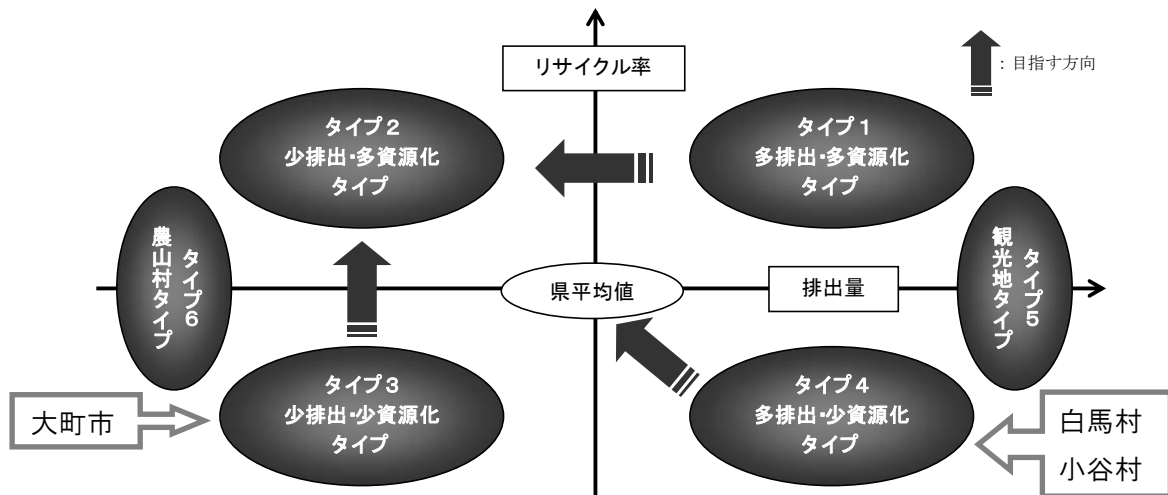 リサイクル率
：目指す方向
タイプ２
少排出・多資源化
タイプ
タイプ１
多排出・多資源化
タイプ
タイプ６
農山村タイプ
県平均値
排出量
タイプ５
観光地タイプ
タイプ３
少排出・少資源化
タイプ
タイプ４
多排出・少資源化
タイプ
大町市
白馬村
小谷村